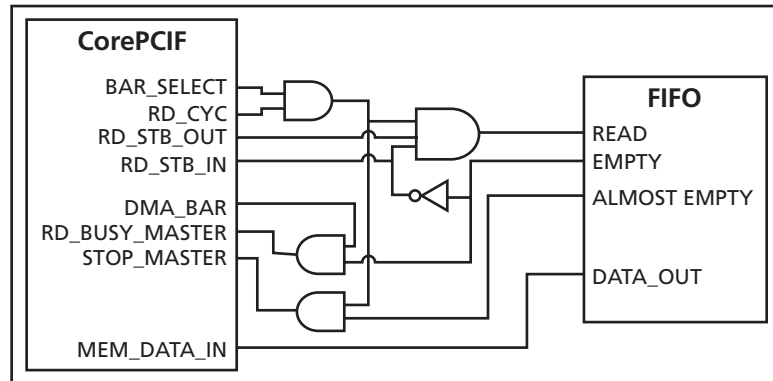 CorePCIF
BAR_SELECT
RD_CYC
RD_STB_OUT
RD_STB_IN
DMA_BAR
RD_BUSY_MASTER
STOP_MASTER
MEM_DATA_IN
FIFO
READ
EMPTY
ALMOST EMPTY
DATA_OUT